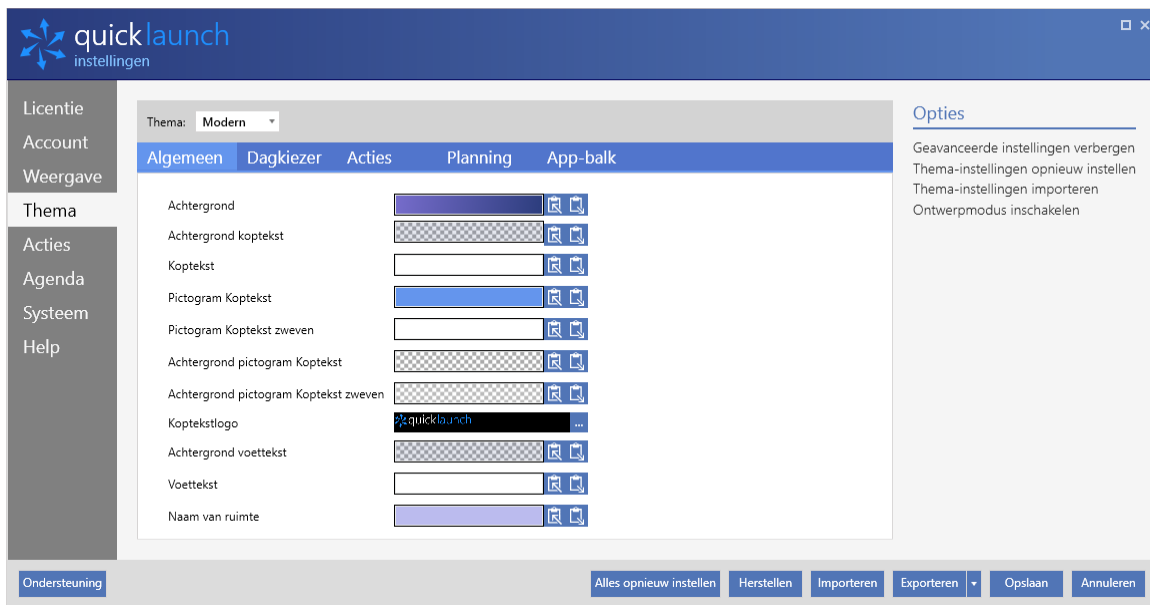 quicklaunch
instellingen
Licentie
Account
Weergave
Thema
Acties
Agenda
Systeem
Help
Thema: Modern
Algemeen Dagkiezer Acties Planning App-balk
Achtergrond
Achtergrond koptekst
Koptekst
Pictogram Koptekst
Pictogram Koptekst zweven
Achtergrond pictogram Koptekst
Achtergrond pictogram Koptekst zweven
Koptekstlogo quicklaunch ...
Achtergrond voettekst
Voettekst
Naam van ruimte
Opties
Geavanceerde instellingen verbergen
Thema-instellingen opnieuw instellen
Thema-instellingen importeren
Ontwerpmodus inschakelen
Ondersteuning Alles opnieuw instellen Herstellen Importeren Exporteren Opslaan Annuleren